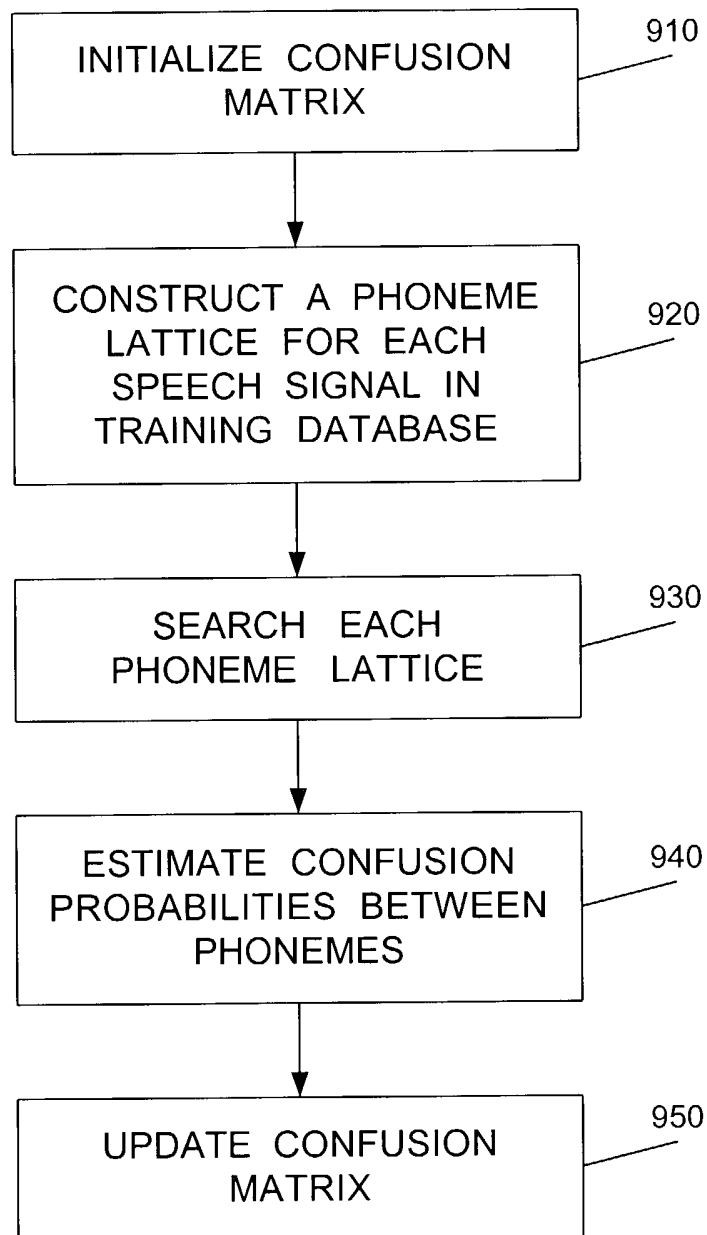 910
INITIALIZE CONFUSION
MATRIX
920
CONSTRUCT A PHONEME
LATTICE FOR EACH
SPEECH SIGNAL IN
TRAINING DATABASE
930
SEARCH EACH
PHONEME LATTICE
940
ESTIMATE CONFUSION
PROBABILITIES BETWEEN
PHONEMES
950
UPDATE CONFUSION
MATRIX